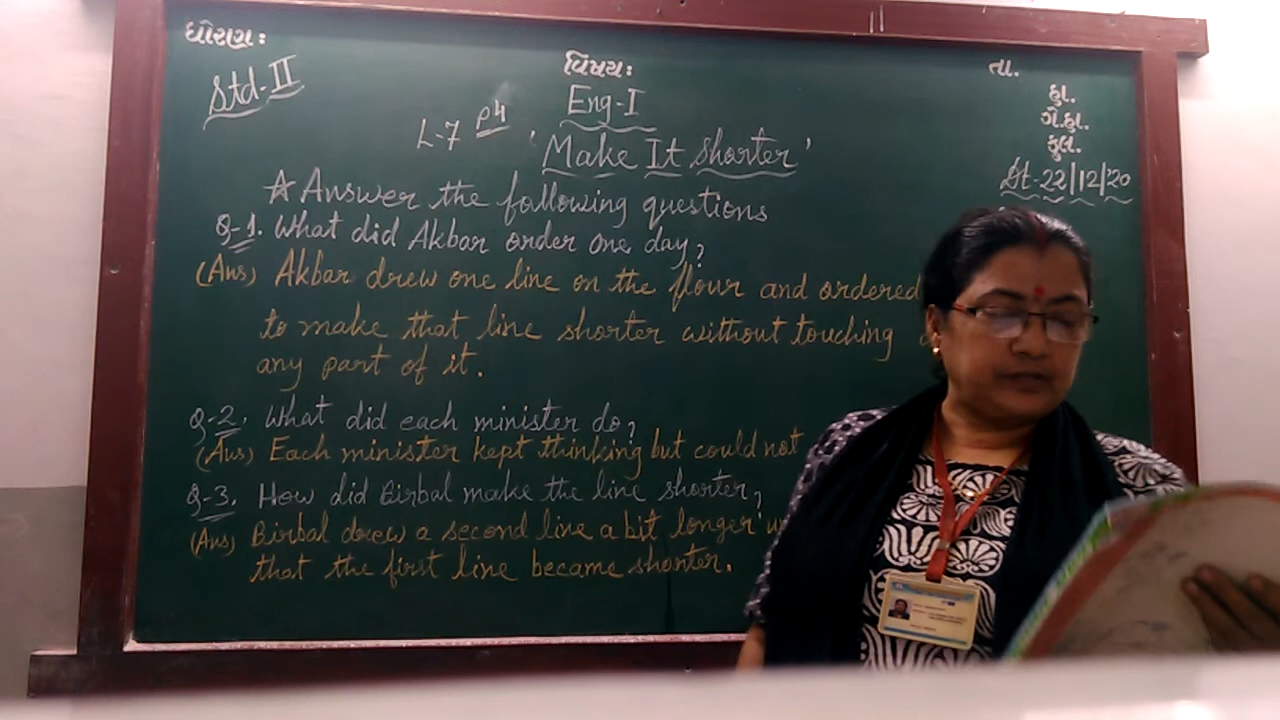 ધોરણ:
વિષય:
તા.
Std-II
Eng-I
હા.
ગે.હા.
કુલ.
L-7 P4 'Make It shorter'
Dt-22/12/'20
☆ Answer the following questions
Q-1. What did Akbar order one day?
(Ans) Akbar drew one line on the flour and ordered
to make that line shorter without touching
any part of it.
Q-2. What did each minister do?
(Ans) Each minister kept thinking but could not
Q-3. How did Birbal make the line shorter?
(Ans) Birbal drew a second line a bit longer
that the first line became shorter.